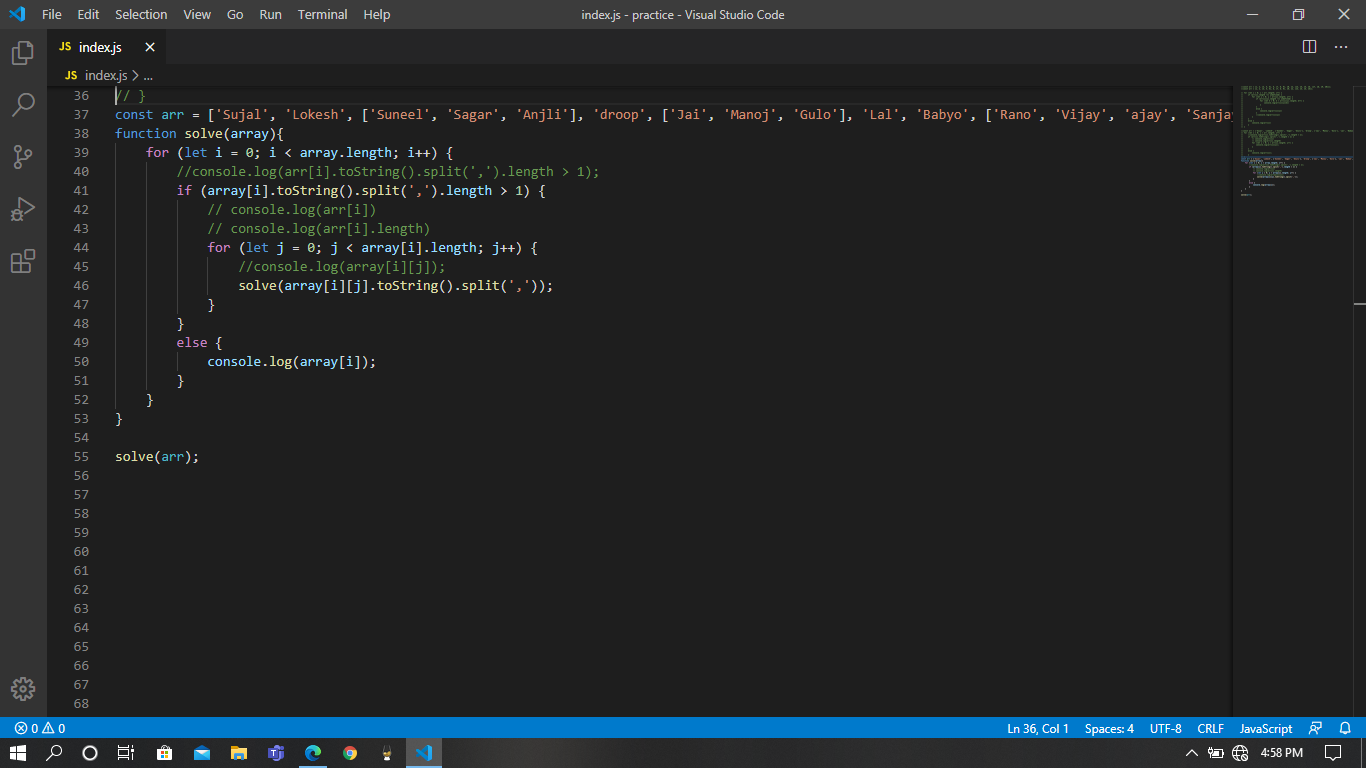 File Edit Selection View Go Run Terminal Help index.js - practice - Visual Studio Code
JS index.js
JS index.js > ...
36 // }
37 const arr = ['Sujal', 'Lokesh', ['Suneel', 'Sagar', 'Anjli'], 'droop', ['Jai', 'Manoj', 'Gulo'], 'Lal', 'Babyo', ['Rano', 'Vijay', 'ajay', 'Sanja
38 function solve(array){
39 for (let i = 0; i < array.length; i++) {
40 //console.log(arr[i].toString().split(',').length > 1);
41 if (array[i].toString().split(',').length > 1) {
42 // console.log(arr[i])
43 // console.log(arr[i].length)
44 for (let j = 0; j < array[i].length; j++) {
45 //console.log(array[i][j]);
46 solve(array[i][j].toString().split(','));
47 }
48 }
49 else {
50 console.log(array[i]);
51 }
52 }
53 }
54
55 solve(arr);
56
57
58
59
60
61
62
63
64
65
66
67
68
0 0 Ln 36, Col 1 Spaces: 4 UTF-8 CRLF JavaScript
4:58 PM